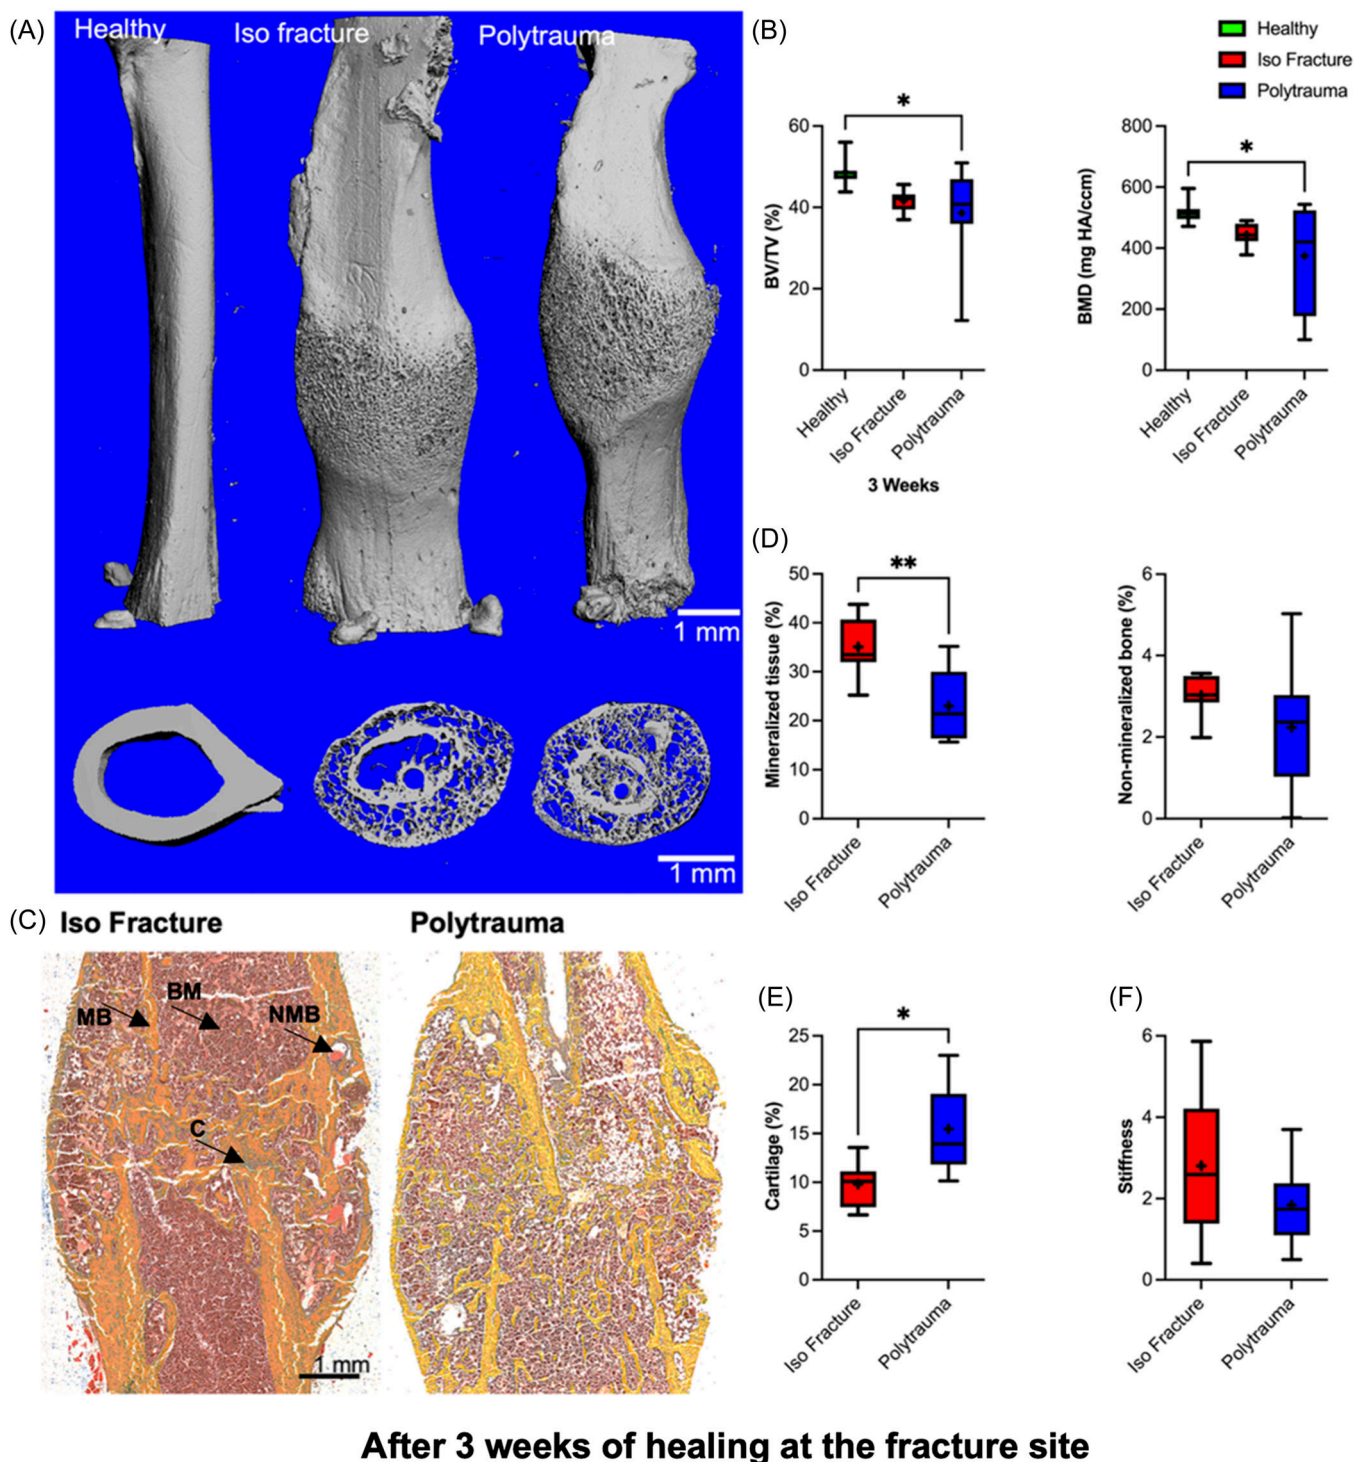 (A)
Healthy Iso fracture Polytrauma
1 mm
1 mm
(B)
Healthy
Iso Fracture
Polytrauma
*
BV/TV (%)
60
40
20
0
Healthy
Iso Fracture
Polytrauma
3 Weeks
*
BMD (mg HA/ccm)
800
600
400
200
0
Healthy
Iso Fracture
Polytrauma
(C)
Iso Fracture Polytrauma
MB
BM
NMB
C
1 mm
(D)
**
Mineralized tissue (%)
50
40
30
20
10
0
Iso Fracture
Polytrauma
Non-mineralized bone (%)
6
4
2
0
Iso Fracture
Polytrauma
(E)
*
Cartilage (%)
25
20
15
10
5
0
Iso Fracture
Polytrauma
(F)
Stiffness
6
4
2
0
Iso Fracture
Polytrauma
After 3 weeks of healing at the fracture site